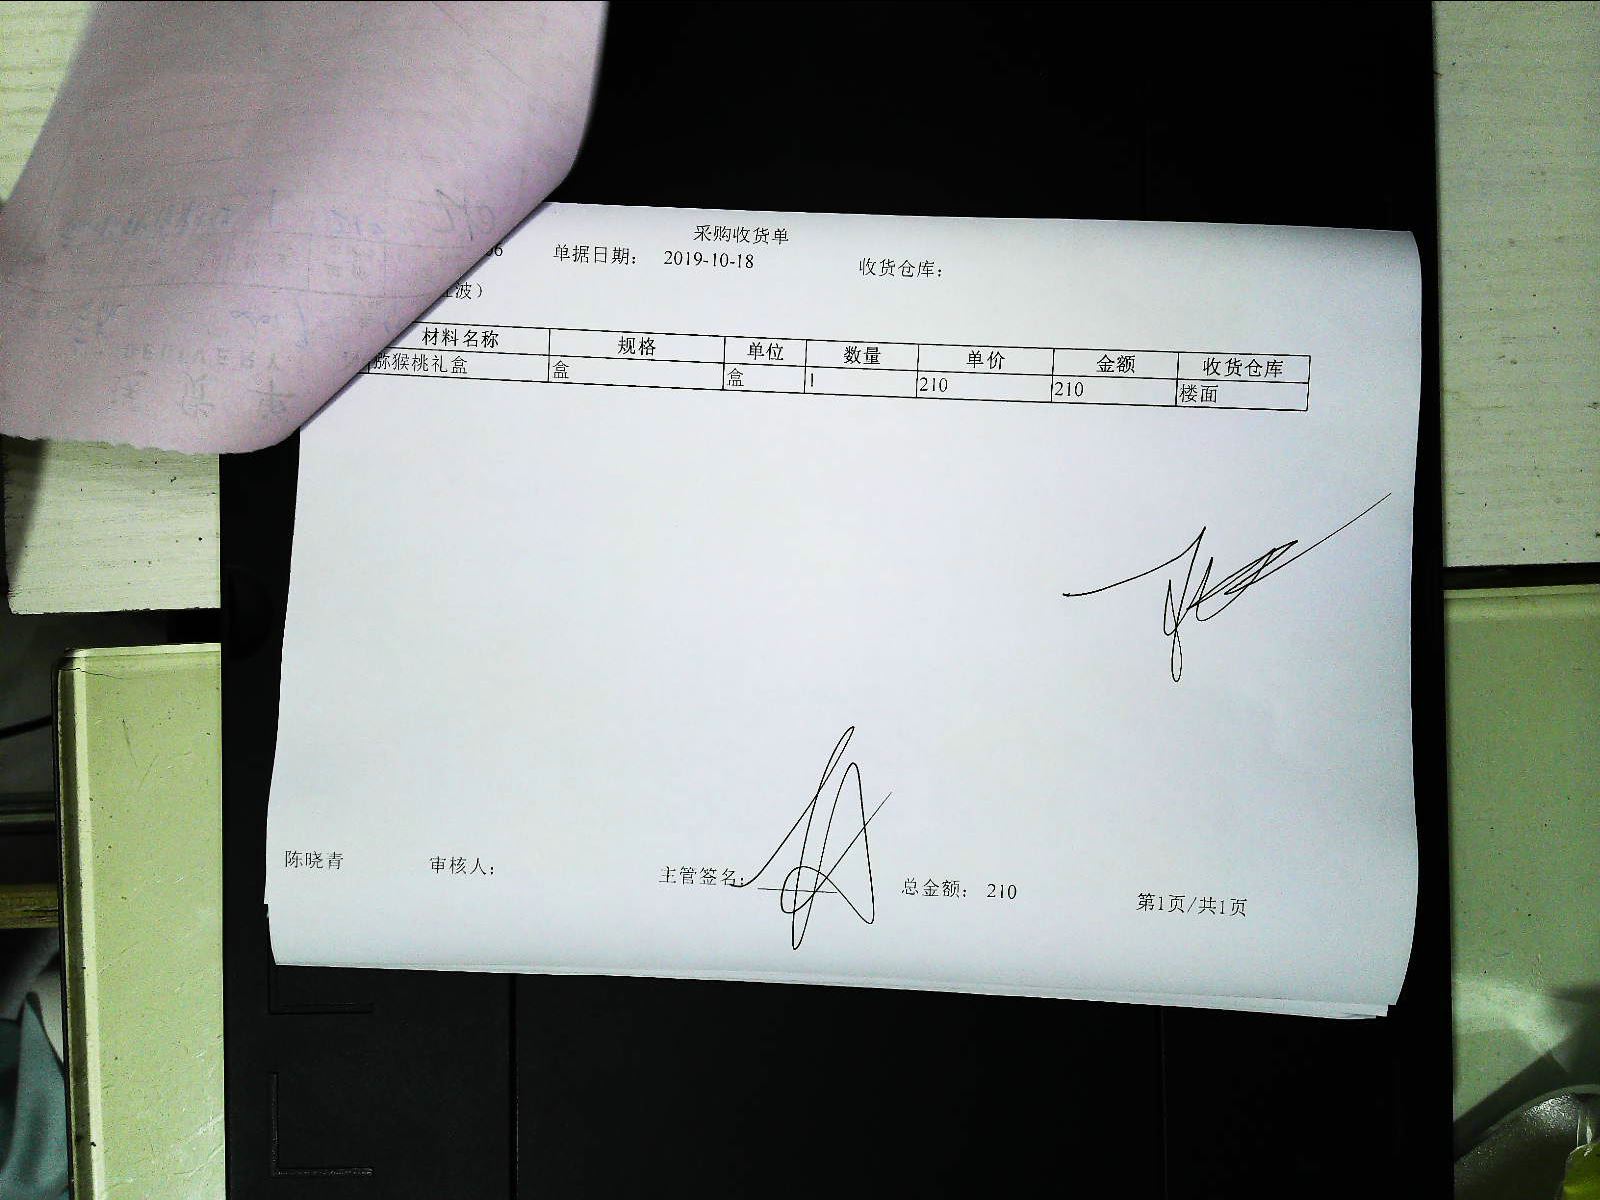 采购收货单
06 单据日期： 2019-10-18 收货仓库：
波）
材料名称 规格 单位 数量 单价 金额 收货仓库
猕猴桃礼盒 盒 盒 1 210 210 楼面
陈晓青 审核人： 主管签名： 总金额： 210 第1页/共1页